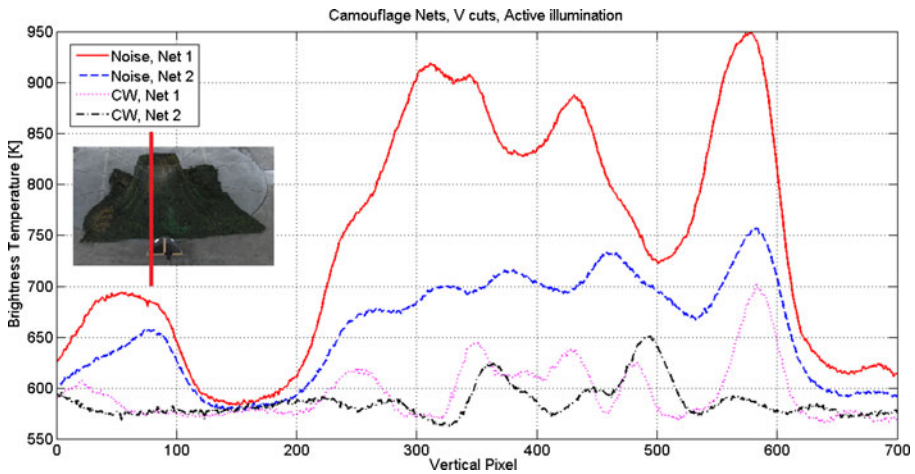 Camouflage Nets, V cuts, Active illumination
Brightness Temperature [K]
950
900
850
800
750
700
650
600
550
Noise, Net 1
Noise, Net 2
CW, Net 1
CW, Net 2
0 100 200 300 400 500 600 700
Vertical Pixel